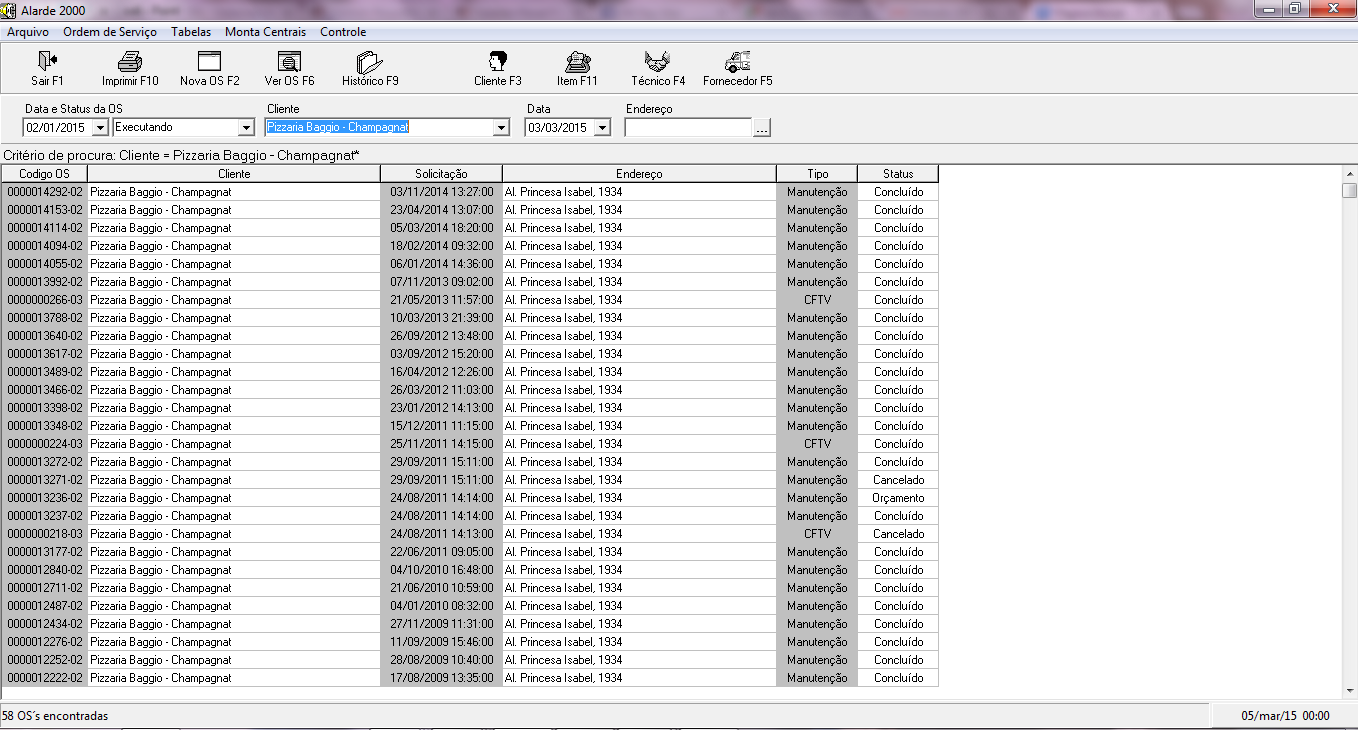 Alarde 2000
Arquivo Ordem de Serviço Tabelas Monta Centrais Controle
Sair F1 Imprimir F10 Nova OS F2 Ver OS F6 Histórico F9 Cliente F3 Item F11 Técnico F4 Fornecedor F5
Data e Status da OS Cliente Data Endereço
02/01/2015 Executando Pizzaria Baggio - Champagnat 03/03/2015 ...
Critério de procura: Cliente = Pizzaria Baggio - Champagnat*
Codigo OS Cliente Solicitação Endereço Tipo Status
0000014292-02 Pizzaria Baggio - Champagnat 03/11/2014 13:27:00 Al. Princesa Isabel, 1934 Manutenção Concluído
0000014153-02 Pizzaria Baggio - Champagnat 23/04/2014 13:07:00 Al. Princesa Isabel, 1934 Manutenção Concluído
0000014114-02 Pizzaria Baggio - Champagnat 05/03/2014 18:20:00 Al. Princesa Isabel, 1934 Manutenção Concluído
0000014094-02 Pizzaria Baggio - Champagnat 18/02/2014 09:32:00 Al. Princesa Isabel, 1934 Manutenção Concluído
0000014055-02 Pizzaria Baggio - Champagnat 06/01/2014 14:36:00 Al. Princesa Isabel, 1934 Manutenção Concluído
0000013992-02 Pizzaria Baggio - Champagnat 07/11/2013 09:02:00 Al. Princesa Isabel, 1934 Manutenção Concluído
0000000266-03 Pizzaria Baggio - Champagnat 21/05/2013 11:57:00 Al. Princesa Isabel, 1934 CFTV Concluído
0000013788-02 Pizzaria Baggio - Champagnat 10/03/2013 21:39:00 Al. Princesa Isabel, 1934 Manutenção Concluído
0000013640-02 Pizzaria Baggio - Champagnat 26/09/2012 13:48:00 Al. Princesa Isabel, 1934 Manutenção Concluído
0000013617-02 Pizzaria Baggio - Champagnat 03/09/2012 15:20:00 Al. Princesa Isabel, 1934 Manutenção Concluído
0000013489-02 Pizzaria Baggio - Champagnat 16/04/2012 12:26:00 Al. Princesa Isabel, 1934 Manutenção Concluído
0000013466-02 Pizzaria Baggio - Champagnat 26/03/2012 11:03:00 Al. Princesa Isabel, 1934 Manutenção Concluído
0000013398-02 Pizzaria Baggio - Champagnat 23/01/2012 14:13:00 Al. Princesa Isabel, 1934 Manutenção Concluído
0000013348-02 Pizzaria Baggio - Champagnat 15/12/2011 11:15:00 Al. Princesa Isabel, 1934 Manutenção Concluído
0000000224-03 Pizzaria Baggio - Champagnat 25/11/2011 14:15:00 Al. Princesa Isabel, 1934 CFTV Concluído
0000013272-02 Pizzaria Baggio - Champagnat 29/09/2011 15:11:00 Al. Princesa Isabel, 1934 Manutenção Concluído
0000013271-02 Pizzaria Baggio - Champagnat 29/09/2011 15:11:00 Al. Princesa Isabel, 1934 Manutenção Cancelado
0000013236-02 Pizzaria Baggio - Champagnat 24/08/2011 14:14:00 Al. Princesa Isabel, 1934 Manutenção Orçamento
0000013237-02 Pizzaria Baggio - Champagnat 24/08/2011 14:14:00 Al. Princesa Isabel, 1934 Manutenção Concluído
0000000218-03 Pizzaria Baggio - Champagnat 24/08/2011 14:13:00 Al. Princesa Isabel, 1934 CFTV Cancelado
0000013177-02 Pizzaria Baggio - Champagnat 22/06/2011 09:05:00 Al. Princesa Isabel, 1934 Manutenção Concluído
0000012840-02 Pizzaria Baggio - Champagnat 04/10/2010 16:48:00 Al. Princesa Isabel, 1934 Manutenção Concluído
0000012711-02 Pizzaria Baggio - Champagnat 21/06/2010 10:59:00 Al. Princesa Isabel, 1934 Manutenção Concluído
0000012487-02 Pizzaria Baggio - Champagnat 04/01/2010 08:32:00 Al. Princesa Isabel, 1934 Manutenção Concluído
0000012434-02 Pizzaria Baggio - Champagnat 27/11/2009 11:31:00 Al. Princesa Isabel, 1934 Manutenção Concluído
0000012276-02 Pizzaria Baggio - Champagnat 11/09/2009 15:46:00 Al. Princesa Isabel, 1934 Manutenção Concluído
0000012252-02 Pizzaria Baggio - Champagnat 28/08/2009 10:40:00 Al. Princesa Isabel, 1934 Manutenção Concluído
0000012222-02 Pizzaria Baggio - Champagnat 17/08/2009 13:35:00 Al. Princesa Isabel, 1934 Manutenção Concluído
58 OS´s encontradas 05/mar/15 00:00